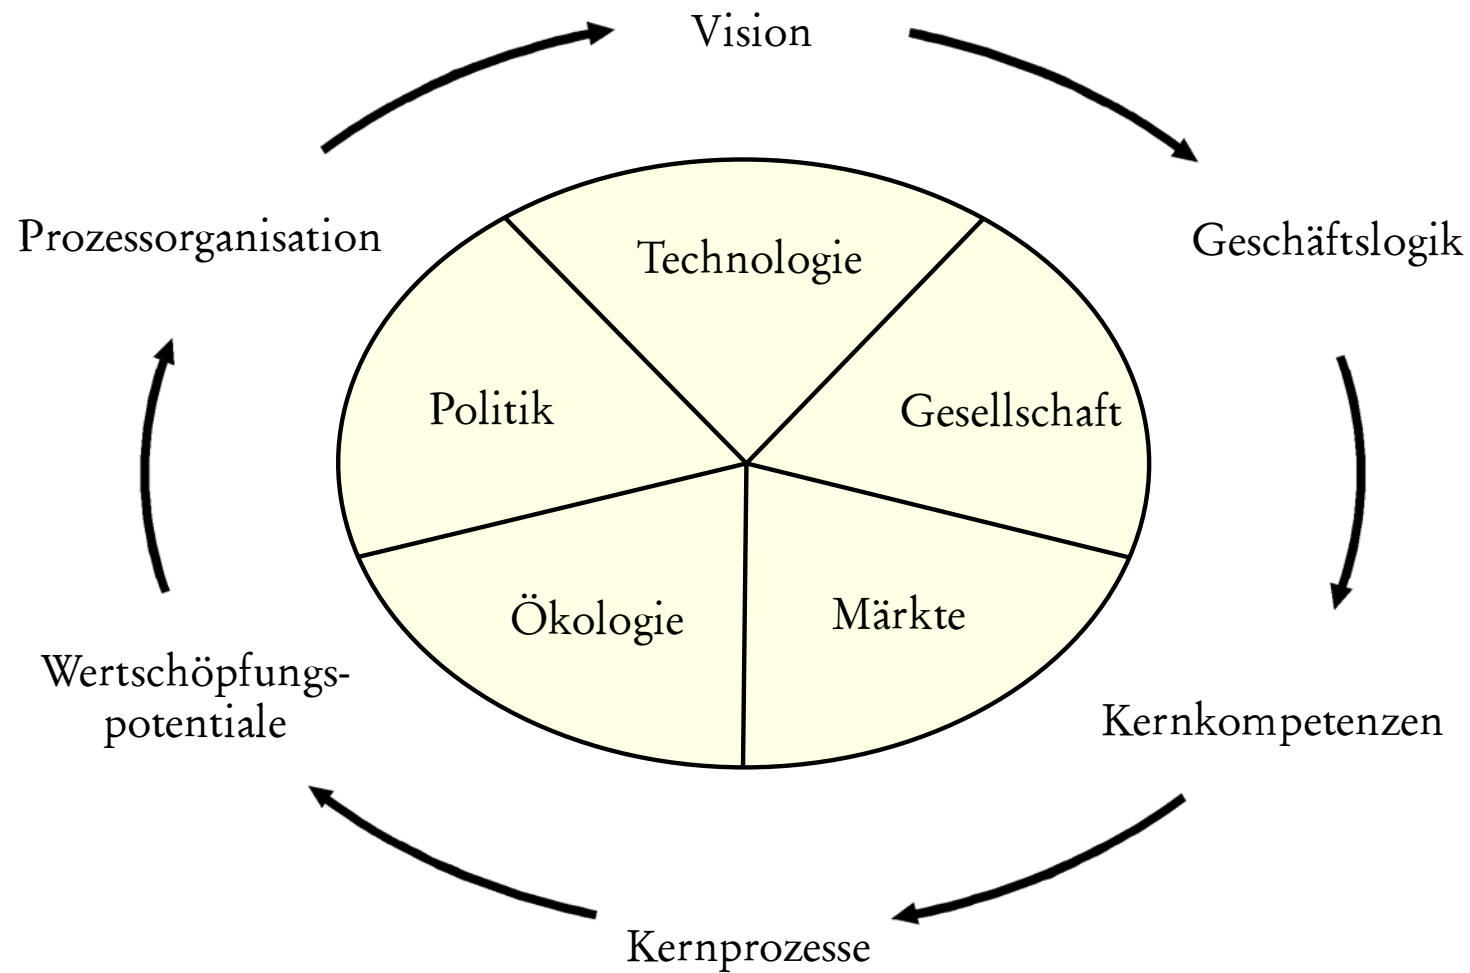 Vision
Prozessorganisation
Geschäftslogik
Technologie
Politik
Gesellschaft
Ökologie
Märkte
Wertschöpfungs-
potentiale
Kernkompetenzen
Kernprozesse